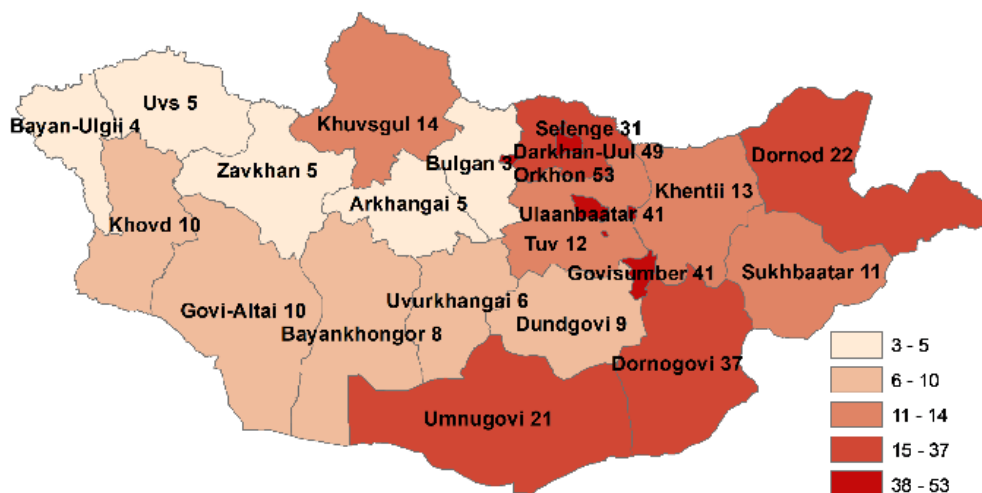 Uvs 5
Bayan-Ulgii 4
Khuvsgul 14
Selenge 31
Darkhan-Uul 49
Dornod 22
Zavkhan 5
Bulgan 3
Orkhon 53
Khentii 13
Arkhangai 5
Ulaanbaatar 41
Khovd 10
Tuv 12
Govisumber 41
Sukhbaatar 11
Govi-Altai 10
Uvurkhangai 6
Bayankhongor 8
Dundgovi 9
Dornogovi 37
Umnugovi 21
3 - 5
6 - 10
11 - 14
15 - 37
38 - 53